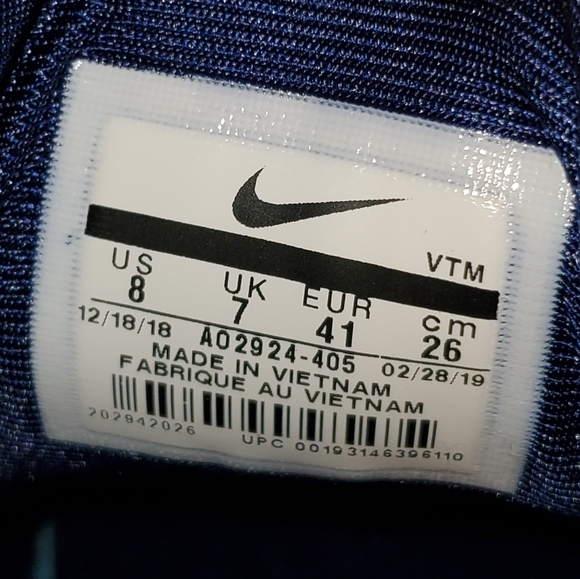 VTM
US UK EUR cm
8 7 41 26
12/18/18 AO2924-405 02/28/19
MADE IN VIETNAM
FABRIQUE AU VIETNAM
202942026 UPC 00193146396110